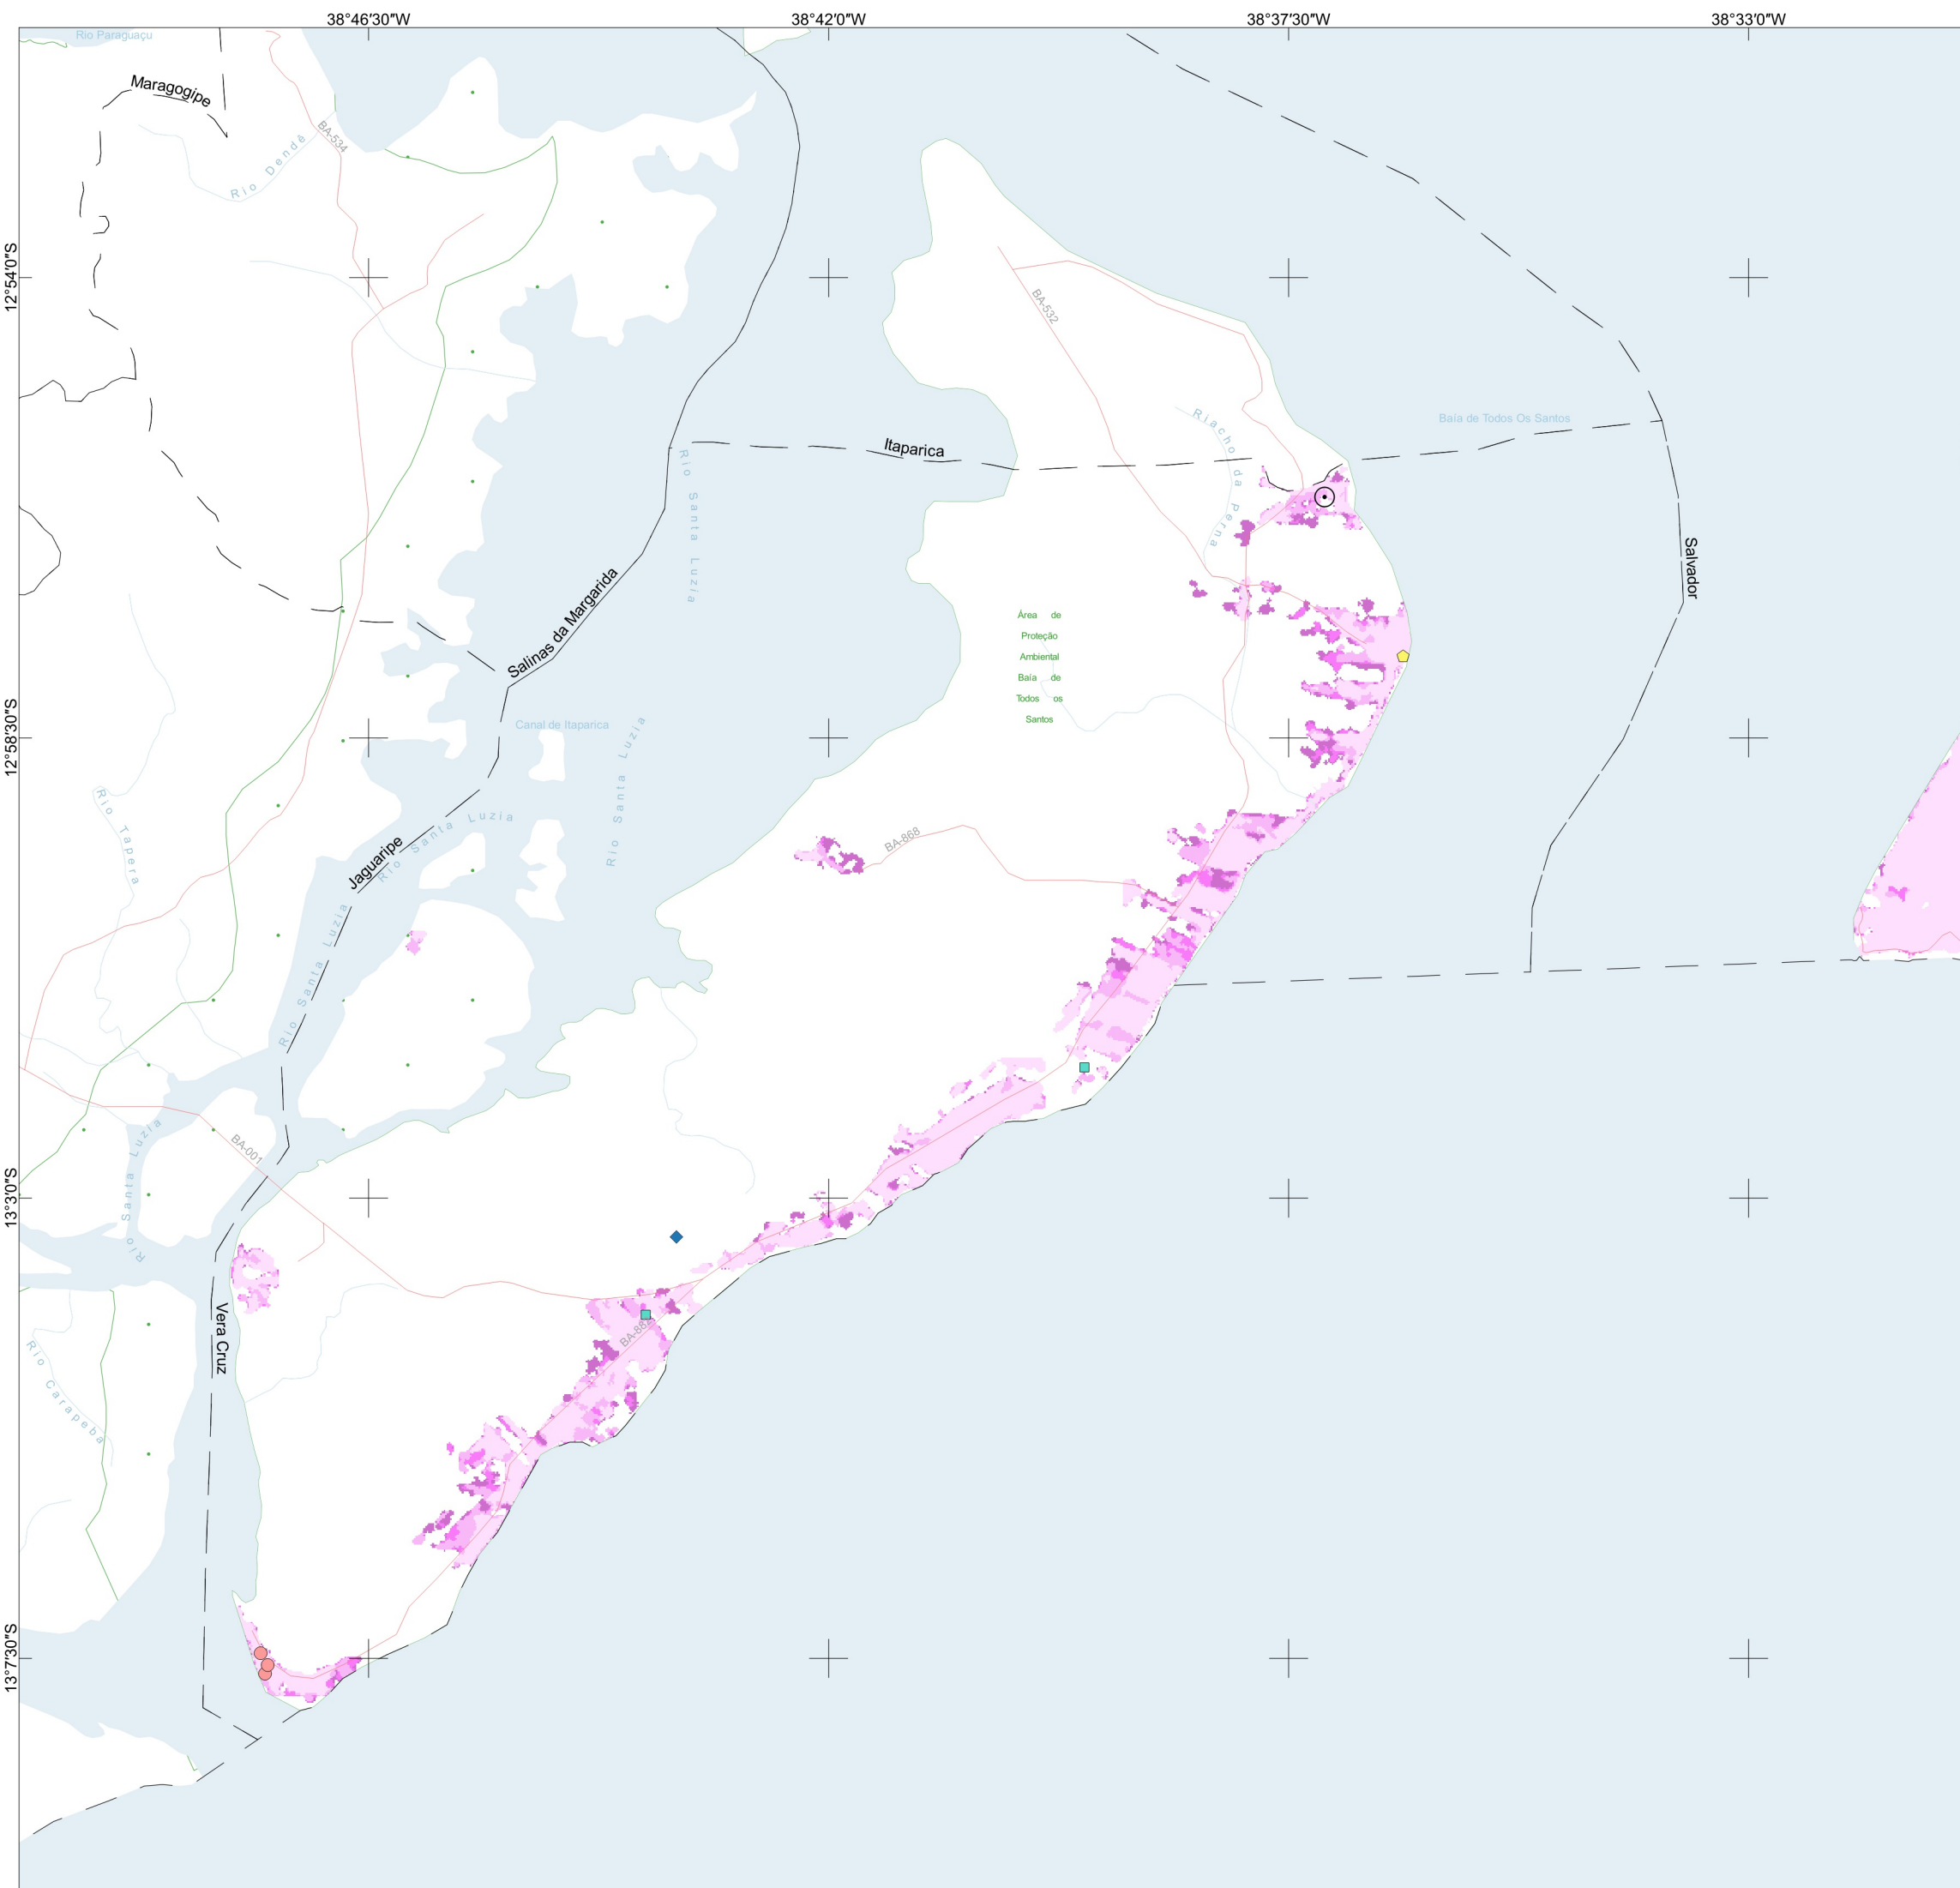 38°46'30"W
38°42'0"W
38°37'30"W
38°33'0"W
Rio Paraguaçu
Maragogipe
BA-534
Rio Dendê
12°54'0"S
BA-532
Riacho da Perna
Baía de Todos Os Santos
Itaparica
Rio Santa Luzia
Salvador
Salinas da Margarida
Área de
Proteção
Ambiental
Baía de
Todos os
Santos
12°58'30"S
Canal de Itaparica
Rio Santa Luzia
Rio Tapera
Rio Santa Luzia
BA-868
Jaguaripe
Rio Santa Luzia
Rio Santa Luzia
BA-001
13°3'0"S
Vera Cruz
BA-882
Rio Carapeba
13°7'30"S